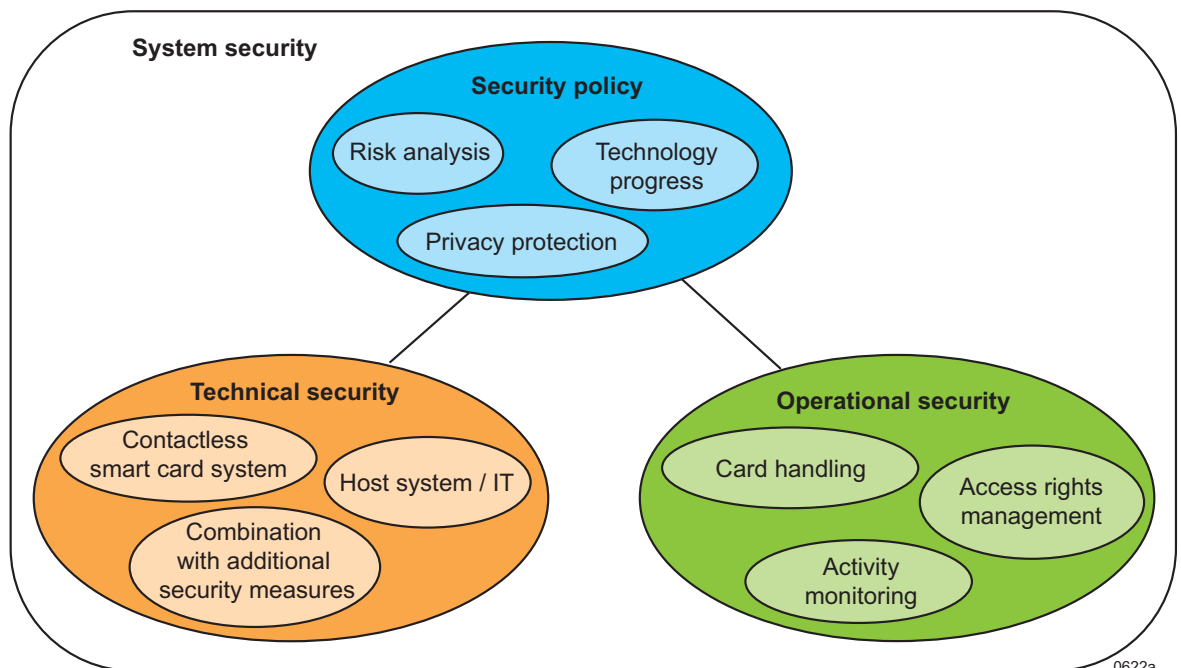 System security
Security policy
Risk analysis
Technology
progress
Privacy protection
Technical security
Contactless
smart card system
Host system / IT
Combination
with additional
security measures
Operational security
Card handling
Access rights
management
Activity
monitoring
0622a